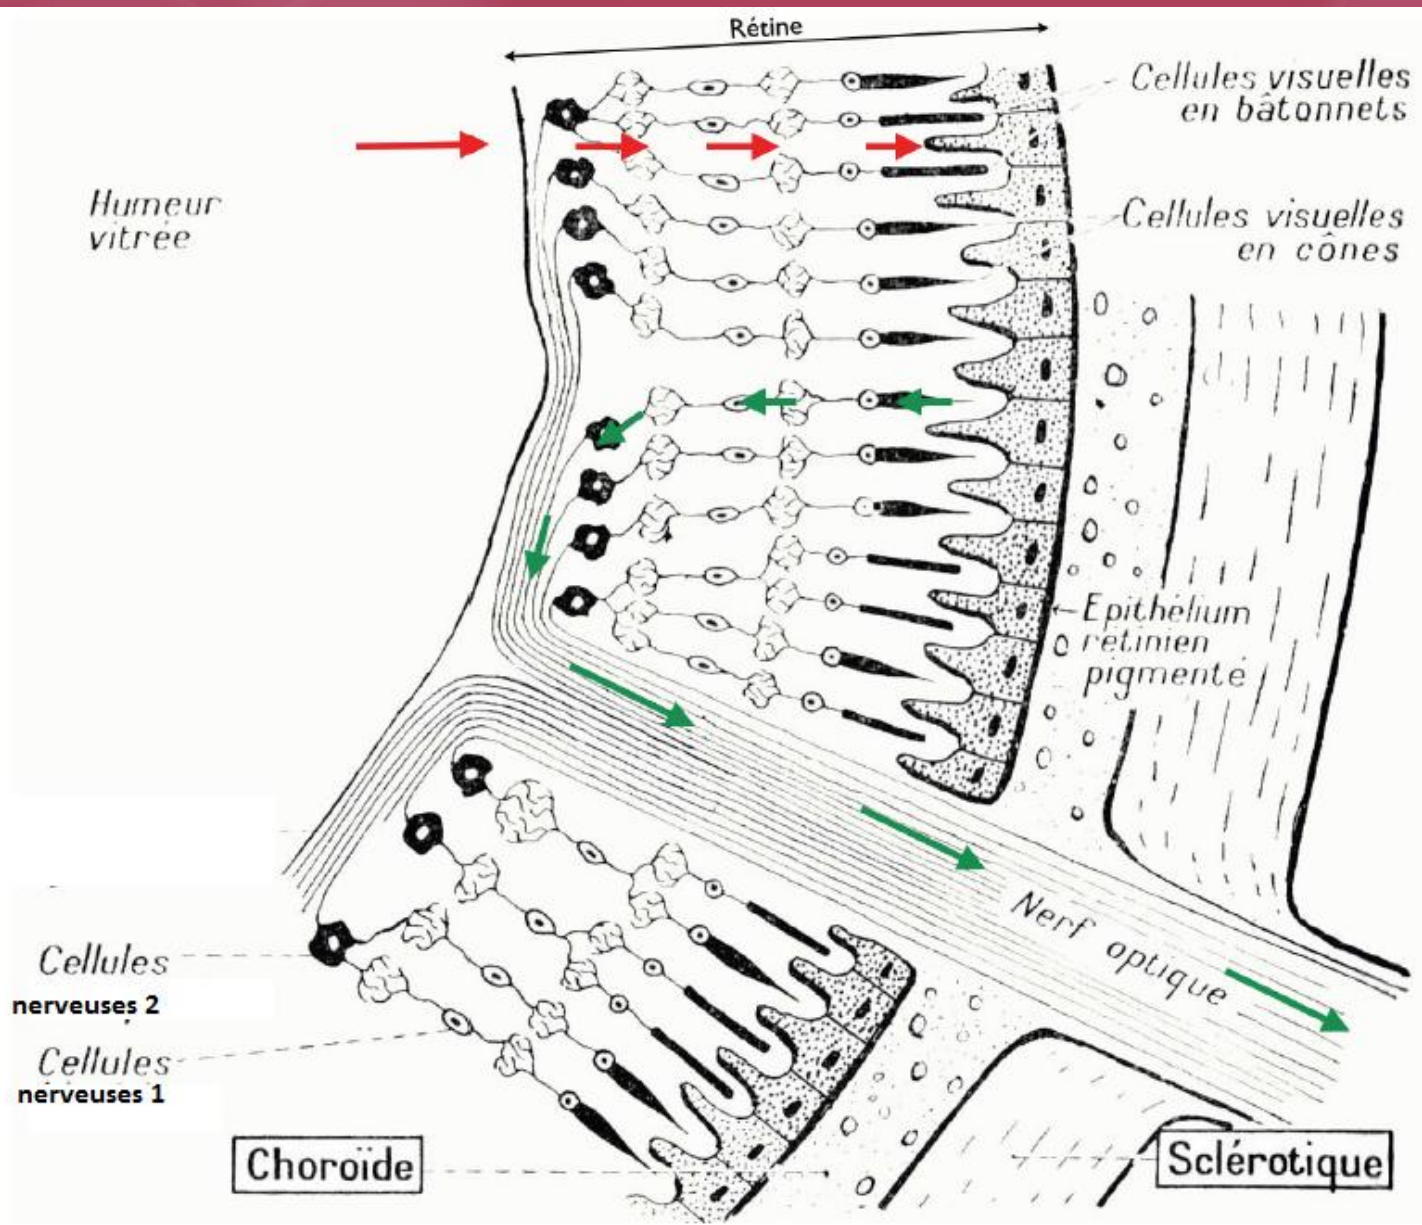 Rétine
Cellules visuelles
en bâtonnets
Humeur
vitrée
Cellules visuelles
en cônes
Epithélium
rétinien
pigmenté
Nerf optique
Cellules
nerveuses 2
Cellules
nerveuses 1
Choroïde
Sclérotique